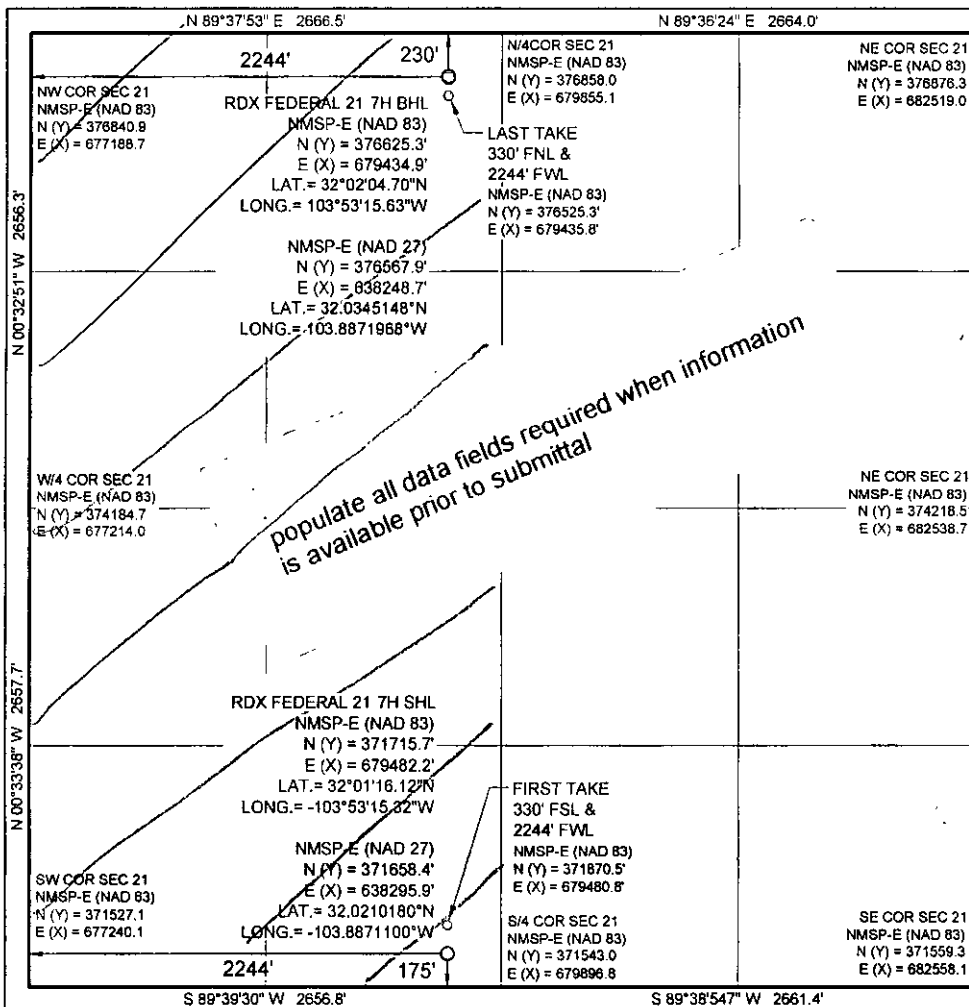 N 89°37'53" E 2666.5'
N 89°36'24" E 2664.0'
2244'
230'
NW COR SEC 21
NMSP-E (NAD 83)
N (Y) = 376840.9
E (X) = 677188.7
RDX FEDERAL 21 7H BHL
NMSP-E (NAD 83)
N (Y) = 376625.3'
E (X) = 679434.9'
LAT.= 32°02'04.70"N
LONG.= 103°53'15.63"W
NMSP-E (NAD 27)
N (Y) = 376567.9'
E (X) = 638248.7'
LAT.= 32.0345148°N
LONG.= -103.8871968°W
N/4COR SEC 21
NMSP-E (NAD 83)
N (Y) = 376858.0
E (X) = 679855.1
LAST TAKE
330' FNL &
2244' FWL
NMSP-E (NAD 83)
N (Y) = 376525.3'
E (X) = 679435.8'
NE COR SEC 21
NMSP-E (NAD 83)
N (Y) = 376876.3
E (X) = 682519.0
N 00°32'51" W 2656.3'
populate all data fields required when information
is available prior to submittal
W/4 COR SEC 21
NMSP-E (NAD 83)
N (Y) = 374184.7
E (X) = 677214.0
NE COR SEC 21
NMSP-E (NAD 83)
N (Y) = 374218.5
E (X) = 682538.7
N 00°33'38" W 2657.7'
RDX FEDERAL 21 7H SHL
NMSP-E (NAD 83)
N (Y) = 371715.7'
E (X) = 679482.2'
LAT.= 32°01'16.12"N
LONG.= -103°53'15.32"W
NMSP-E (NAD 27)
N (Y) = 371658.4'
E (X) = 638295.9'
LAT.= 32.0210180°N
LONG.= -103.8871100°W
FIRST TAKE
330' FSL &
2244' FWL
NMSP-E (NAD 83)
N (Y) = 371870.5'
E (X) = 679480.8'
SW COR SEC 21
NMSP-E (NAD 83)
N (Y) = 371527.1
E (X) = 677240.1
S/4 COR SEC 21
NMSP-E (NAD 83)
N (Y) = 371543.0
E (X) = 679896.8
SE COR SEC 21
NMSP-E (NAD 83)
N (Y) = 371559.3
E (X) = 682558.1
2244'
175'
S 89°39'30" W 2656.8'
S 89°38'547" W 2661.4'